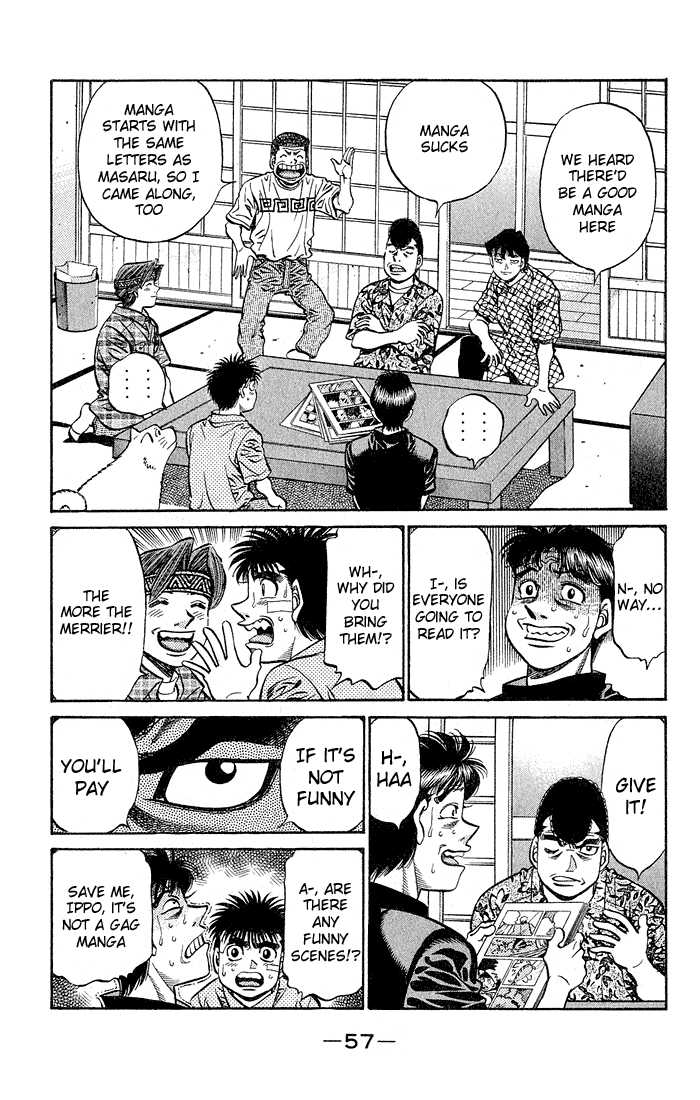 WE HEARD
THERE'D
BE A GOOD
MANGA
HERE
MANGA
SUCKS
MANGA
STARTS WITH
THE SAME
LETTERS AS
MASARU, SO I
CAME ALONG,
TOO
N-, NO
WAY...
I-, IS
EVERYONE
GOING TO
READ IT?
WH-,
WHY DID
YOU
BRING
THEM!?
THE
MORE THE
MERRIER!!
GIVE
IT!
H-,
HAA
IF IT'S
NOT
FUNNY
YOU'LL
PAY
A-, ARE
THERE
ANY
FUNNY
SCENES!?
SAVE ME,
IPPO, IT'S
NOT A GAG
MANGA
—57—